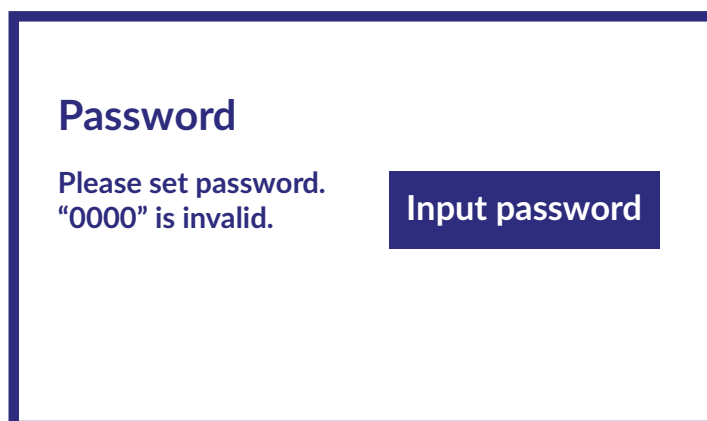 Password
Please set password.
“0000” is invalid.
Input password